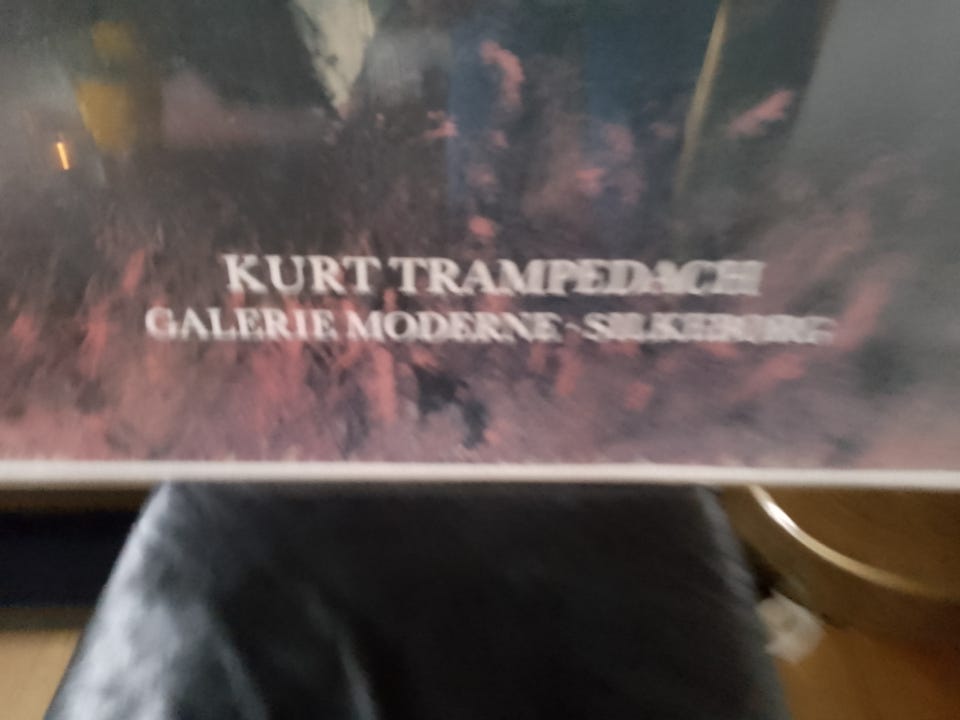 KURT TRAMPEDACH
GALERIE MODERNE · SILKEBORG